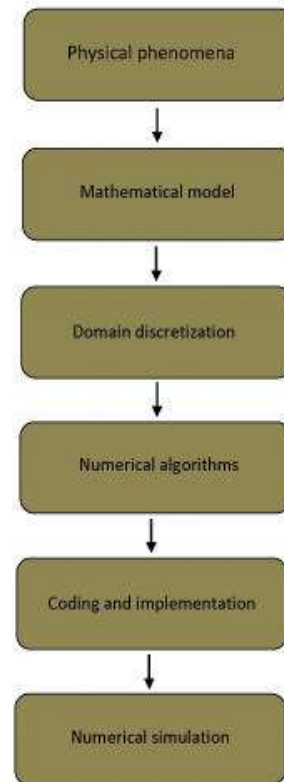 Physical phenomena
Mathematical model
Domain discretization
Numerical algorithms
Coding and implementation
Numerical simulation